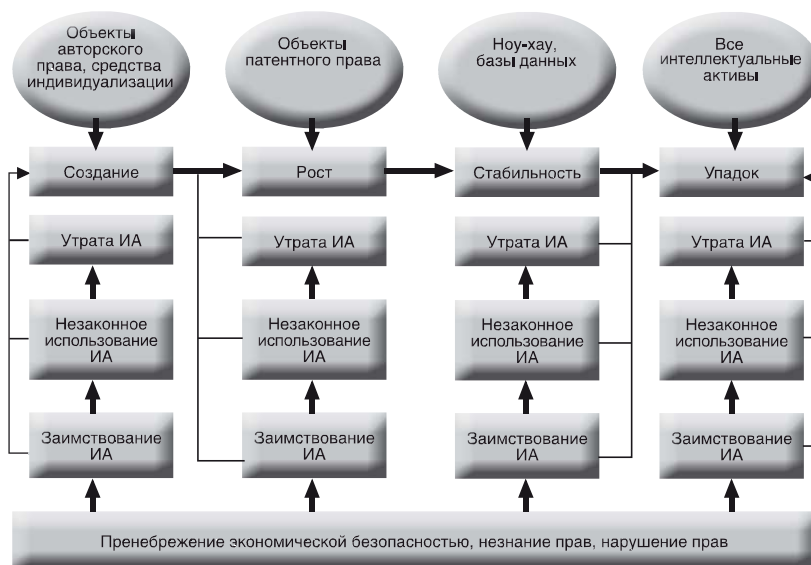 Объекты
авторского
права, средства
индивидуализации
Объекты
патентного права
Ноу-хау,
базы данных
Все
интеллектуальные
активы
Создание
Рост
Стабильность
Упадок
Утрата ИА
Утрата ИА
Утрата ИА
Утрата ИА
Незаконное
использование
ИА
Незаконное
использование
ИА
Незаконное
использование
ИА
Незаконное
использование
ИА
Заимствование
ИА
Заимствование
ИА
Заимствование
ИА
Заимствование
ИА
Пренебрежение экономической безопасностью, незнание прав, нарушение прав